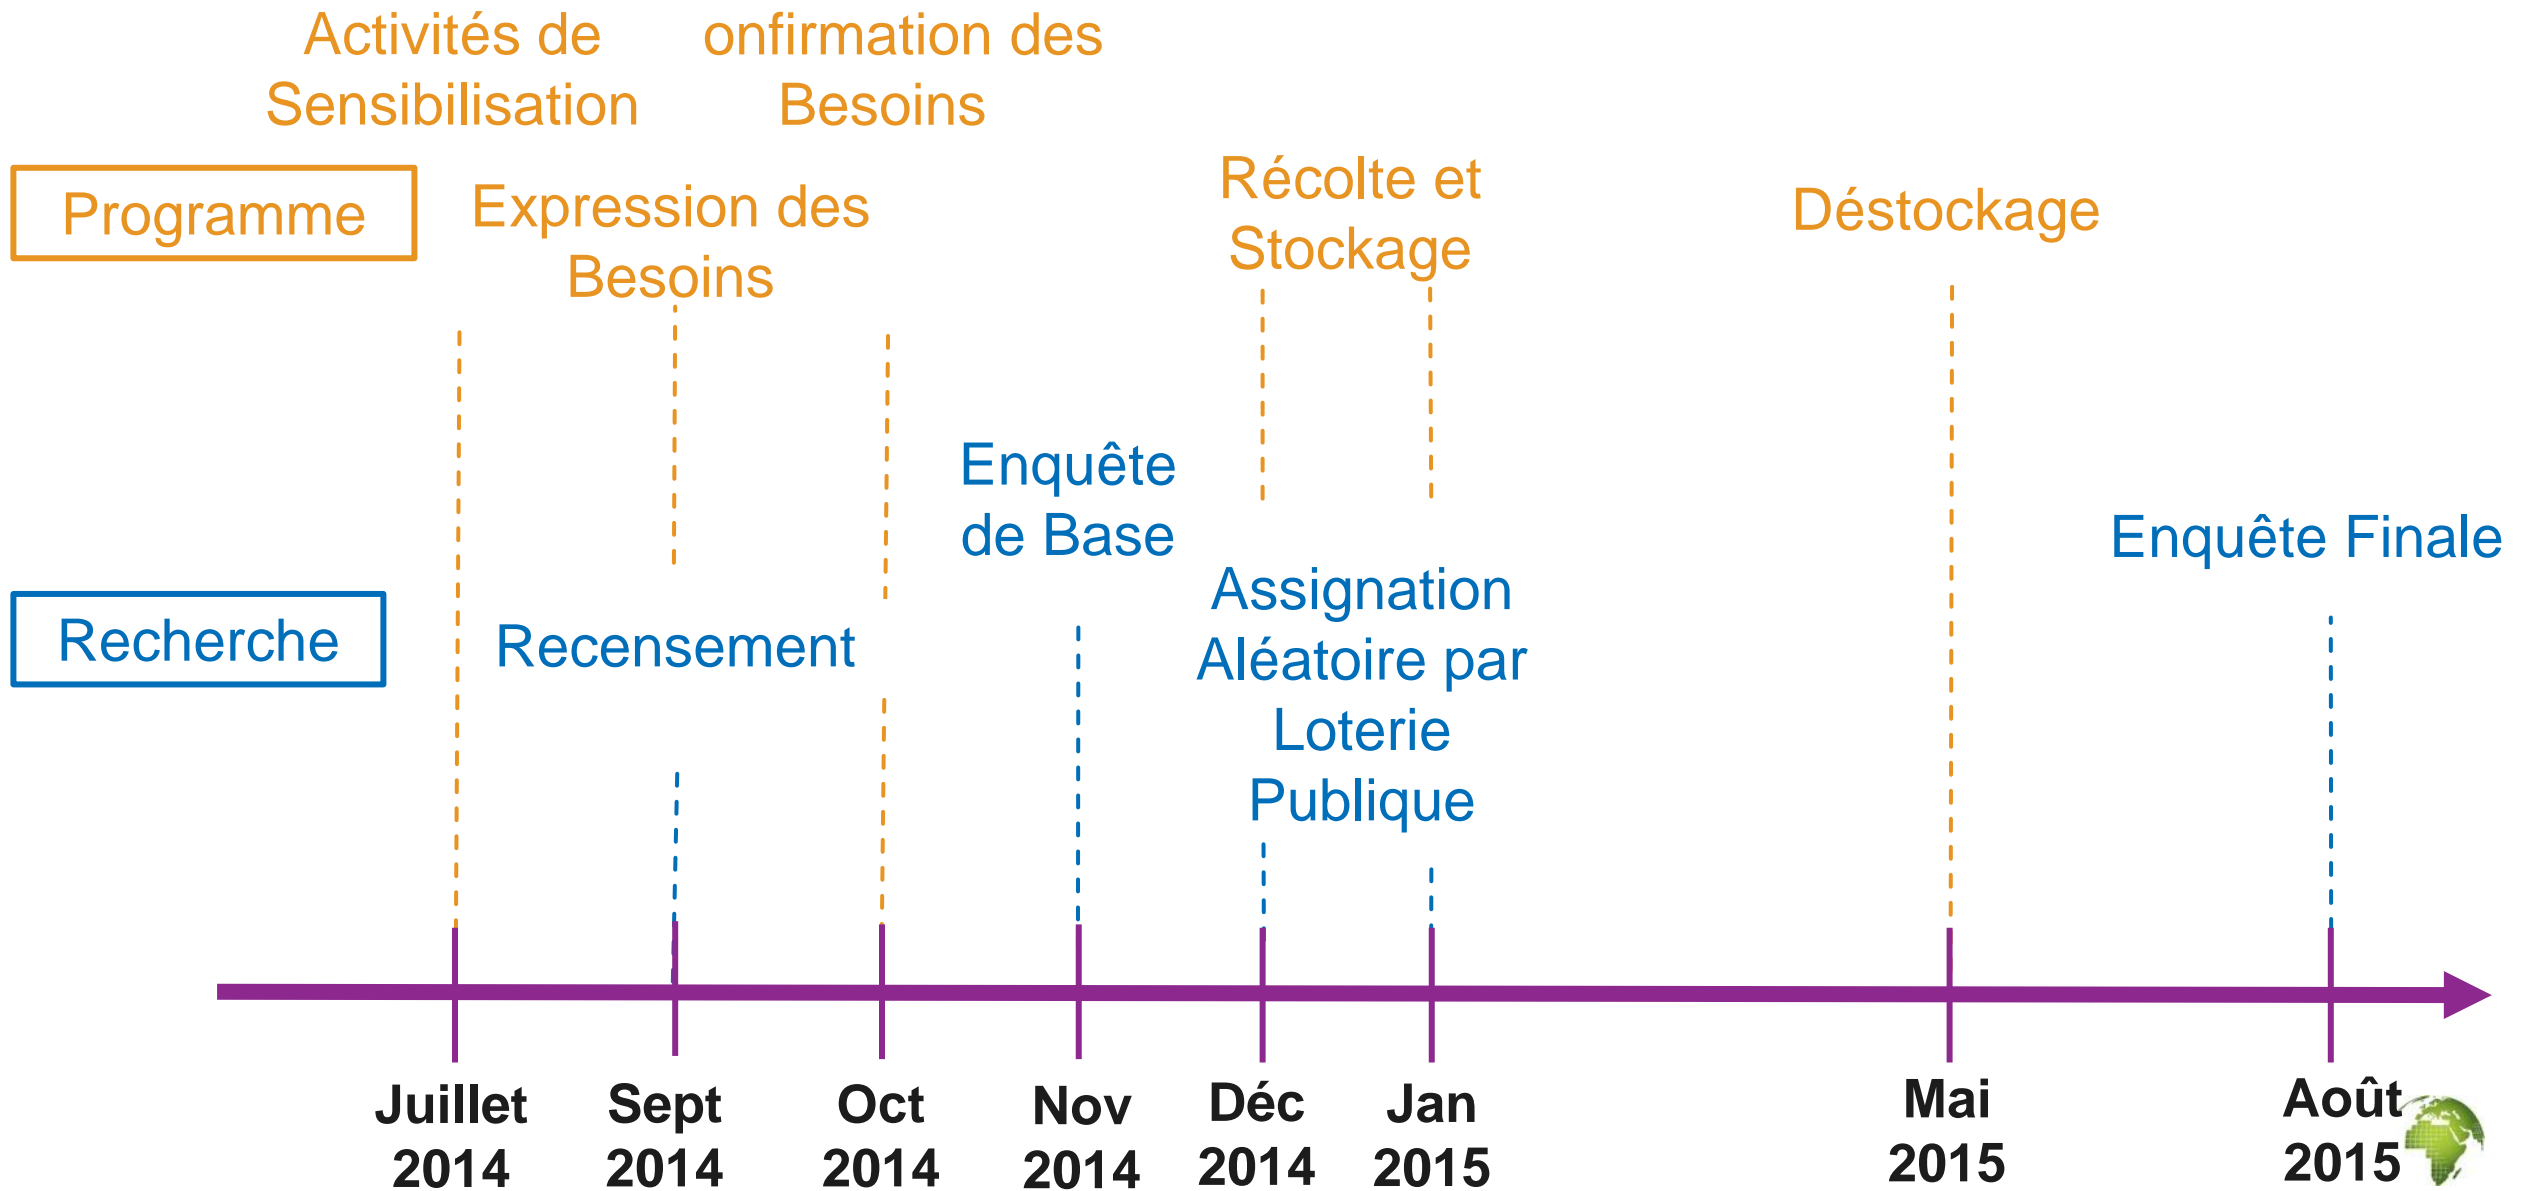 Activités de
Sensibilisation
onfirmation des
Besoins
Programme
Expression des
Besoins
Récolte et
Stockage
Déstockage
Enquête
de Base
Enquête Finale
Recherche
Recensement
Assignation
Aléatoire par
Loterie
Publique
Juillet
2014
Sept
2014
Oct
2014
Nov
2014
Déc
2014
Jan
2015
Mai
2015
Août
2015